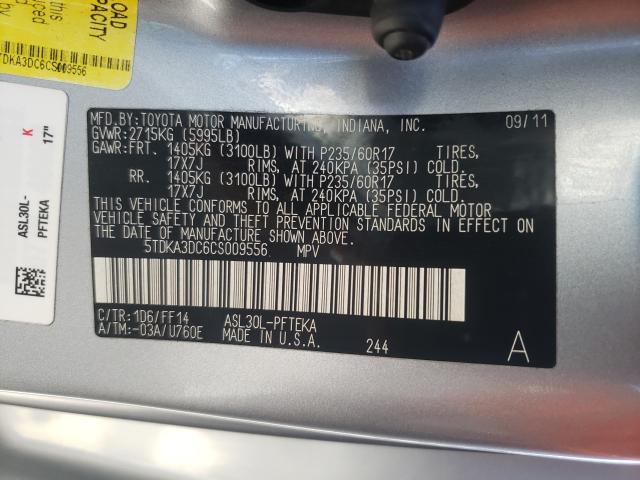 LOAD
CAPACITY
TDKA3DC6CS009556
ASL30L-
PFTEKA
K
17"
MFD.BY:TOYOTA MOTOR MANUFACTURING, INDIANA, INC. 09/11
GVWR:2715KG (5995LB)
GAWR:FRT. 1405KG (3100LB) WITH P235/60R17 TIRES,
17X7J RIMS, AT 240KPA (35PSI) COLD.
RR. 1405KG (3100LB) WITH P235/60R17 TIRES,
17X7J RIMS, AT 240KPA (35PSI) COLD.
THIS VEHICLE CONFORMS TO ALL APPLICABLE FEDERAL MOTOR
VEHICLE SAFETY AND THEFT PREVENTION STANDARDS IN EFFECT ON
THE DATE OF MANUFACTURE SHOWN ABOVE.
5TDKA3DC6CS009556 MPV
C/TR:1D6/FF14 ASL30L-PFTEKA
A/TM:-03A/U760E MADE IN U.S.A. 244 A